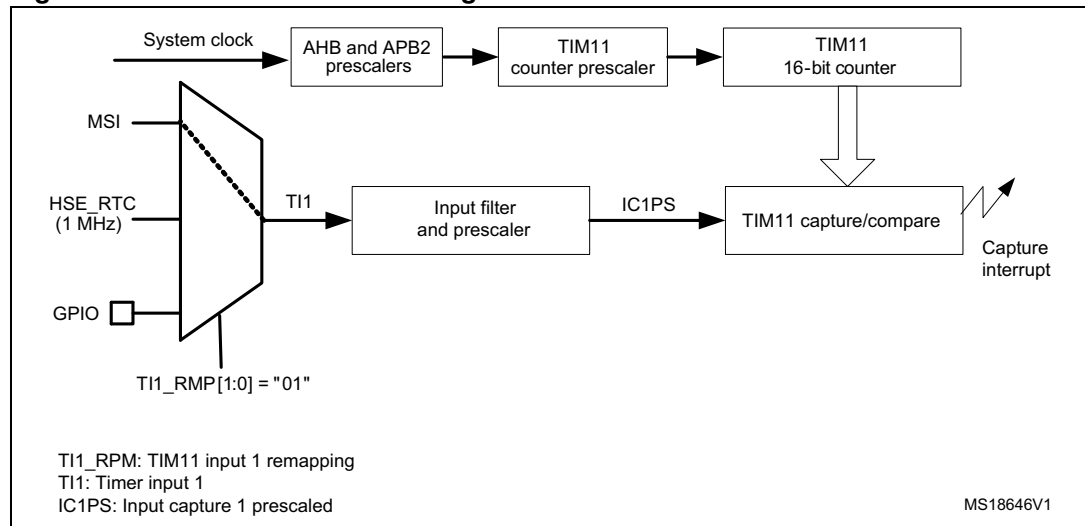 System clock
AHB and APB2
prescalers
TIM11
counter prescaler
TIM11
16-bit counter
MSI
HSE_RTC
(1 MHz)
GPIO
TI1
Input filter
and prescaler
IC1PS
TIM11 capture/compare
Capture
interrupt
TI1_RMP[1:0] = "01"
TI1_RPM: TIM11 input 1 remapping
TI1: Timer input 1
IC1PS: Input capture 1 prescaled
MS18646V1